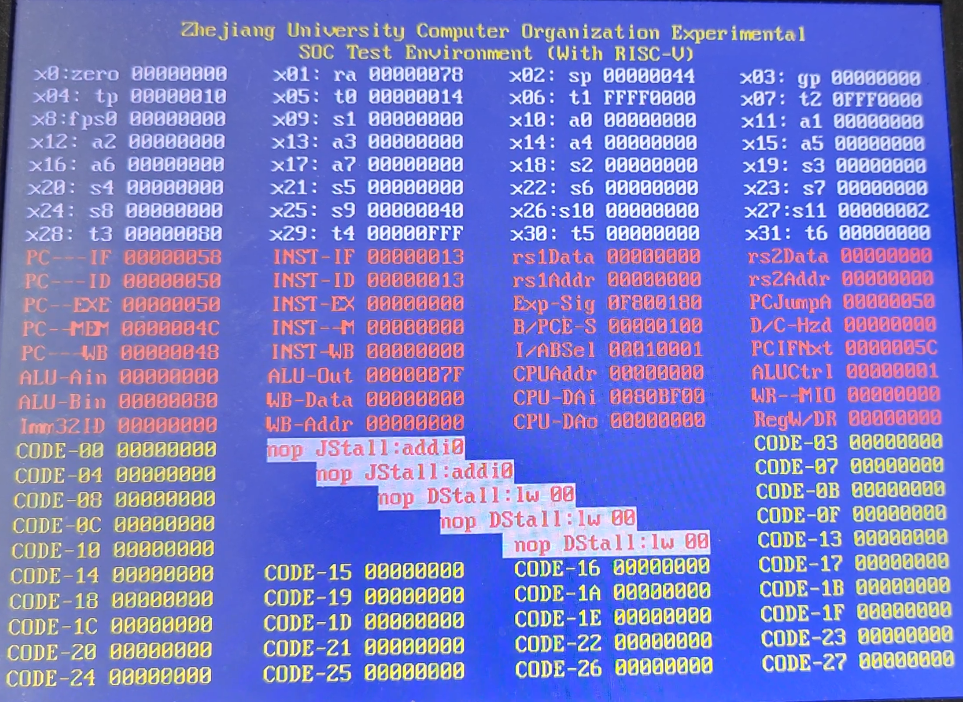 Zhejiang University Computer Organization Experimental
SOC Test Environment (With RISC-V)
x0:zero 00000000 x01: ra 00000078 x02: sp 00000044 x03: gp 00000000
x04: tp 00000010 x05: t0 00000014 x06: t1 FFFF0000 x07: t2 0FFF0000
x8:fps0 00000000 x09: s1 00000000 x10: a0 00000000 x11: a1 00000000
x12: a2 00000000 x13: a3 00000000 x14: a4 00000000 x15: a5 00000000
x16: a6 00000000 x17: a7 00000000 x18: s2 00000000 x19: s3 00000000
x20: s4 00000000 x21: s5 00000000 x22: s6 00000000 x23: s7 00000000
x24: s8 00000000 x25: s9 00000040 x26:s10 00000000 x27:s11 00000002
x28: t3 00000080 x29: t4 00000FFF x30: t5 00000000 x31: t6 00000000
PC---IF 00000058 INST-IF 00000013 rs1Data 00000000 rs2Data 00000000
PC---ID 00000050 INST-ID 00000013 rs1Addr 00000000 rs2Addr 00000000
PC--EXE 00000050 INST-EX 00000000 Exp-Sig 0F800180 PCJumpA 00000050
PC--MEM 0000004C INST--M 00000000 B/PCE-S 00000100 D/C-Hzd 00000000
PC---WB 00000048 INST-WB 00000000 I/ABSel 00010001 PCIFNxt 0000005C
ALU-Ain 00000000 ALU-Out 0000007F CPUAddr 00000000 ALUCtrl 00000001
ALU-Bin 00000080 WB-Data 00000000 CPU-DAi 0080BF00 WR--MIO 00000000
Imm32ID 00000000 WB-Addr 00000000 CPU-DAo 00000000 RegW/DR 00000000
CODE-00 00000000 nop JStall:addi0 CODE-03 00000000
CODE-04 00000000 nop JStall:addi0 CODE-07 00000000
CODE-08 00000000 nop DStall:lw 00 CODE-0B 00000000
CODE-0C 00000000 nop DStall:lw 00 CODE-0F 00000000
CODE-10 00000000 nop DStall:lw 00 CODE-13 00000000
CODE-14 00000000 CODE-15 00000000 CODE-16 00000000 CODE-17 00000000
CODE-18 00000000 CODE-19 00000000 CODE-1A 00000000 CODE-1B 00000000
CODE-1C 00000000 CODE-1D 00000000 CODE-1E 00000000 CODE-1F 00000000
CODE-20 00000000 CODE-21 00000000 CODE-22 00000000 CODE-23 00000000
CODE-24 00000000 CODE-25 00000000 CODE-26 00000000 CODE-27 00000000